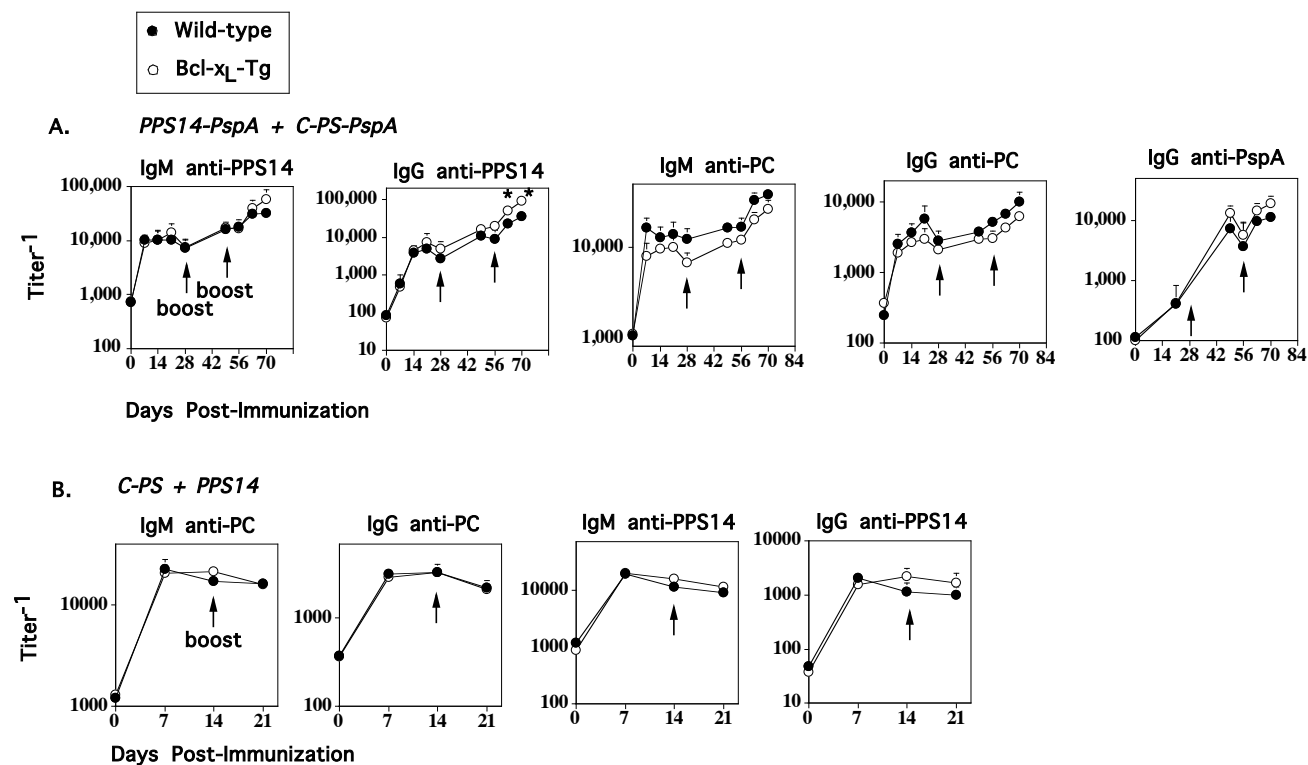 Wild-type
Bcl-xL-Tg
A. PPS14-PspA + C-PS-PspA
IgM anti-PPS14
IgG anti-PPS14
IgM anti-PC
IgG anti-PC
IgG anti-PspA
Titer-1
100,000
10,000
1,000
100
boost
boost
0 14 28 42 56 70
100,000
10,000
1,000
100
10
* *
0 14 28 42 56 70
10,000
1,000
0 14 28 42 56 70 84
10,000
1,000
100
0 14 28 42 56 70 84
10,000
1,000
100
0 14 28 42 56 70 84
Days Post-Immunization
B. C-PS + PPS14
IgM anti-PC
IgG anti-PC
IgM anti-PPS14
IgG anti-PPS14
Titer-1
10000
1000
boost
0 7 14 21
1000
100
0 7 14 21
10000
1000
100
0 7 14 21
10000
1000
100
10
0 7 14 21
Days Post-Immunization